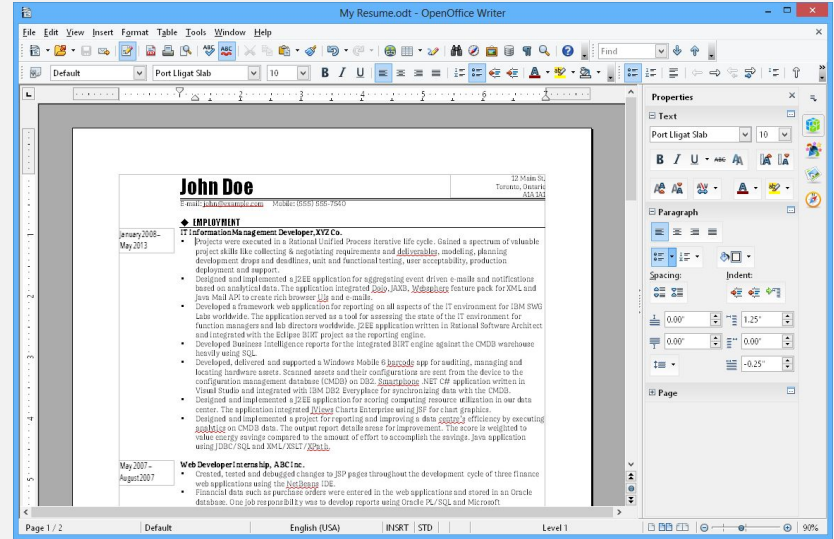 My Resume.odt - OpenOffice Writer
File Edit View Insert Format Table Tools Window Help
Find
Default Port Lligat Slab 10 B I U
Properties
Text
Port Lligat Slab 10
B I U
Paragraph
Spacing: Indent:
0.00" 1.25"
0.00" 0.00"
-0.25"
Page
John Doe
12 Main St,
Toronto, Ontario
A1A 1A1
E-mail: john@example.com Mobile: (555) 555-7640
◆ EMPLOYMENT
January 2008–
May 2013
IT Information Management Developer, XYZ Co.
• Projects were executed in a Rational Unified Process iterative life cycle. Gained a spectrum of valuable
project skills like collecting & negotiating requirements and deliverables, modeling, planning
development drops and deadlines, unit and functional testing, user acceptability, production
deployment and support.
• Designed and implemented a J2EE application for aggregating event driven e-mails and notifications
based on analytical data. The application integrated Dojo, JAXB, Websphere feature pack for XML and
Java Mail API to create rich browser UIs and e-mails.
• Developed a framework web application for reporting on all aspects of the IT environment for IBM SWG
Labs worldwide. The application served as a tool for assessing the state of the IT environment for
function managers and lab directors worldwide. J2EE application written in Rational Software Architect
and integrated with the Eclipse BIRT project as the reporting engine.
• Developed Business Intelligence reports for the integrated BIRT engine against the CMDB warehouse
heavily using SQL.
• Developed, delivered and supported a Windows Mobile 6 barcode app for auditing, managing and
locating hardware assets. Scanned assets and their configurations are sent from the device to the
configuration management database (CMDB) on DB2. Smartphone .NET C# application written in
Visual Studio and integrated with IBM DB2 Everyplace for synchronizing data with the CMDB.
• Designed and implemented a J2EE application for scoring computing resource utilization in our data
center. The application integrated JViews Charts Enterprise using JSF for chart graphics.
• Designed and implemented a project for reporting and improving a data centre's efficiency by executing
analytics on CMDB data. The output report details areas for improvement. The score is weighted to
value energy savings compared to the amount of effort to accomplish the savings. Java application
using JDBC/SQL and XML/XSLT/XPath.
May 2007 –
August 2007
Web Developer Internship, ABC Inc.
• Created, tested and debugged changes to JSP pages throughout the development cycle of three finance
web applications using the NetBeans IDE.
• Financial data such as purchase orders were entered in the web applications and stored in an Oracle
database. One job responsibility was to develop reports using Oracle PL/SQL and Microsoft
Page 1 / 2 Default English (USA) INSRT STD Level 1 90%